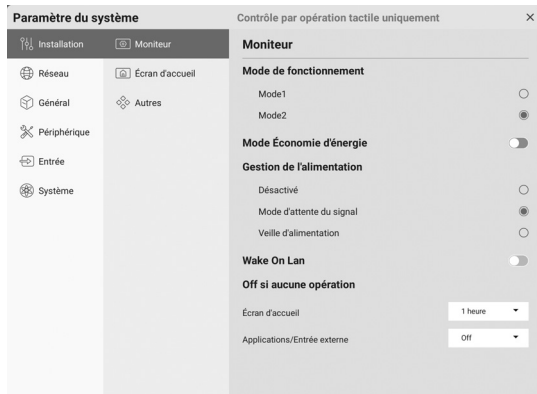 Paramètre du système
Contrôle par opération tactile uniquement
Installation
Réseau
Général
Périphérique
Entrée
Système
Moniteur
Écran d'accueil
Autres
Moniteur
Mode de fonctionnement
Mode1
Mode2
Mode Économie d'énergie
Gestion de l'alimentation
Désactivé
Mode d'attente du signal
Veille d'alimentation
Wake On Lan
Off si aucune opération
Écran d'accueil 1 heure
Applications/Entrée externe Off